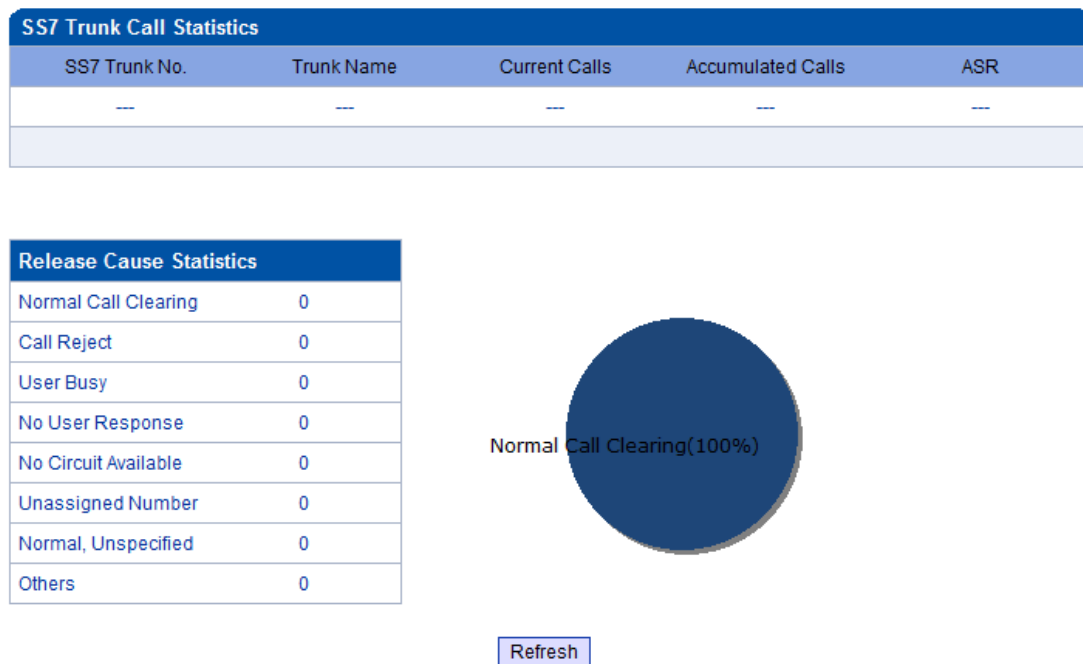 SS7 Trunk Call Statistics
SS7 Trunk No. Trunk Name Current Calls Accumulated Calls ASR
--- --- --- --- ---
Release Cause Statistics
Normal Call Clearing 0
Call Reject 0
User Busy 0
No User Response 0
No Circuit Available 0
Unassigned Number 0
Normal, Unspecified 0
Others 0
Normal Call Clearing(100%)
Refresh